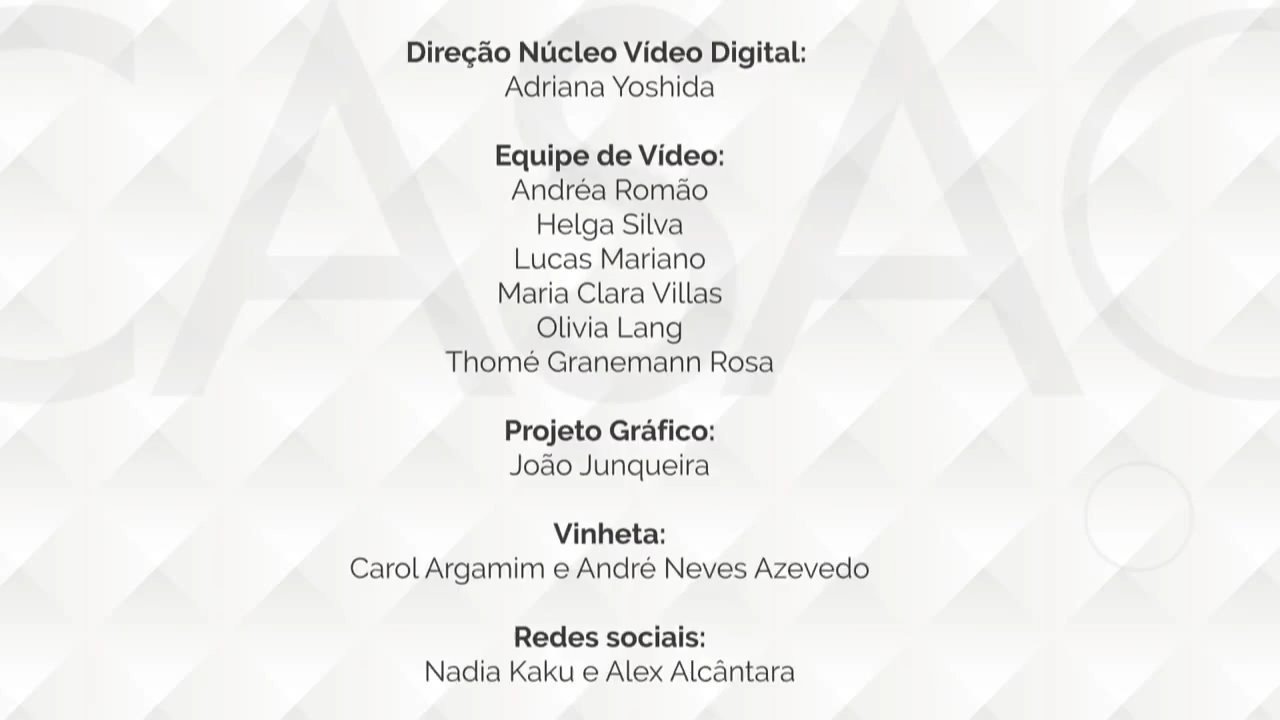 CASAC
Direção Núcleo Vídeo Digital:
Adriana Yoshida
Equipe de Vídeo:
Andréa Romão
Helga Silva
Lucas Mariano
Maria Clara Villas
Olivia Lang
Thomé Granemann Rosa
Projeto Gráfico:
João Junqueira
Vinheta:
Carol Argamim e André Neves Azevedo
Redes sociais:
Nadia Kaku e Alex Alcântara